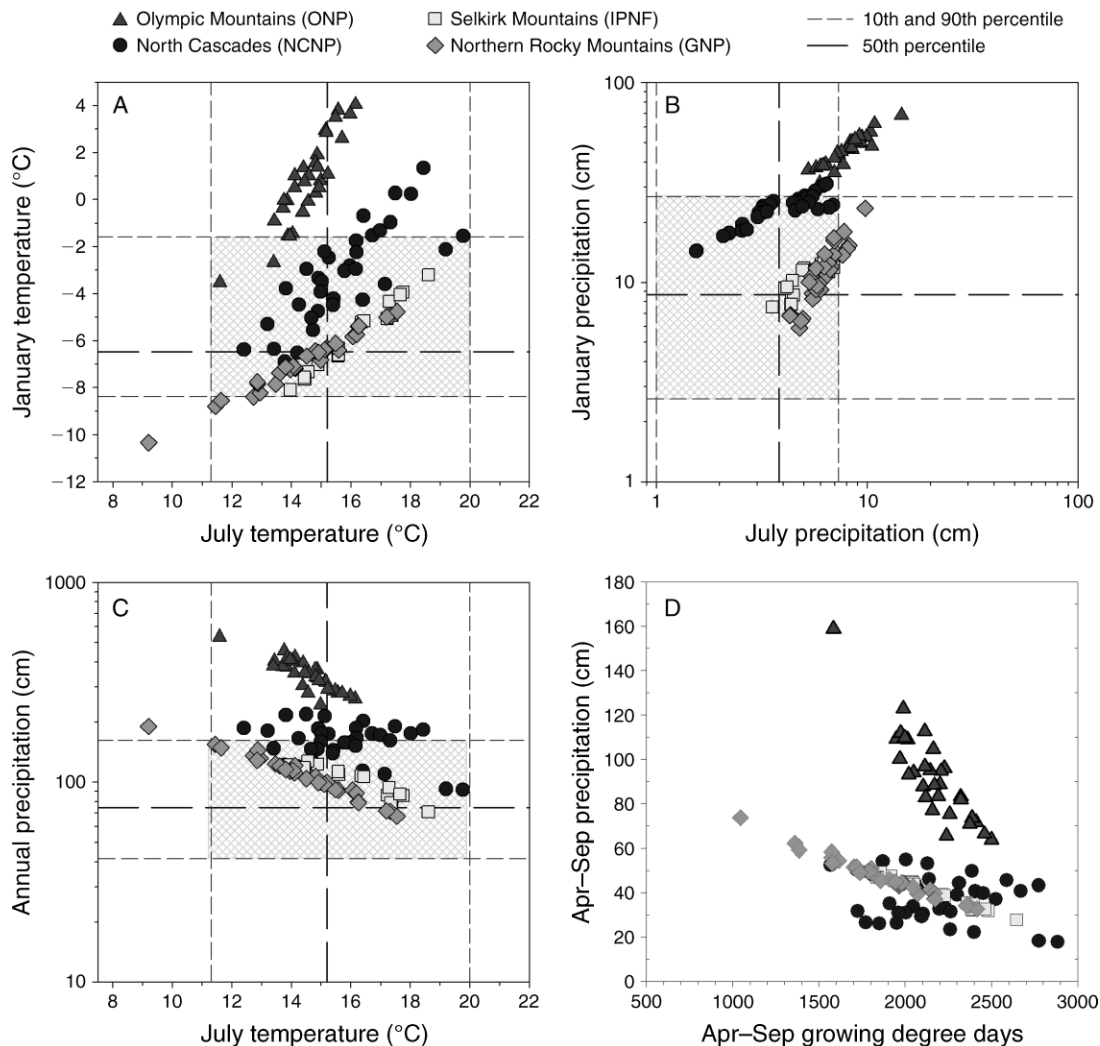 Olympic Mountains (ONP) Selkirk Mountains (IPNF) 10th and 90th percentile
North Cascades (NCNP) Northern Rocky Mountains (GNP) 50th percentile
A
4
2
0
−2
−4
−6
−8
−10
−12
January temperature (°C)
8 10 12 14 16 18 20 22
July temperature (°C)
B
100
10
1
January precipitation (cm)
1 10 100
July precipitation (cm)
C
1000
100
10
Annual precipitation (cm)
8 10 12 14 16 18 20 22
July temperature (°C)
D
180
160
140
120
100
80
60
40
20
0
Apr–Sep precipitation (cm)
500 1000 1500 2000 2500 3000
Apr–Sep growing degree days